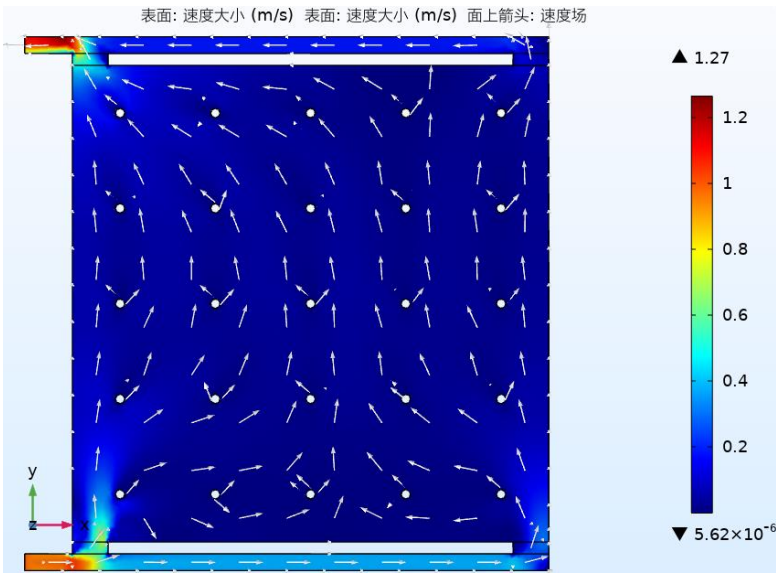 表面: 速度大小 (m/s) 表面: 速度大小 (m/s) 面上箭头: 速度场
▲ 1.27
1.2
1
0.8
0.6
0.4
0.2
▼ 5.62×10⁻⁶
y
z
x